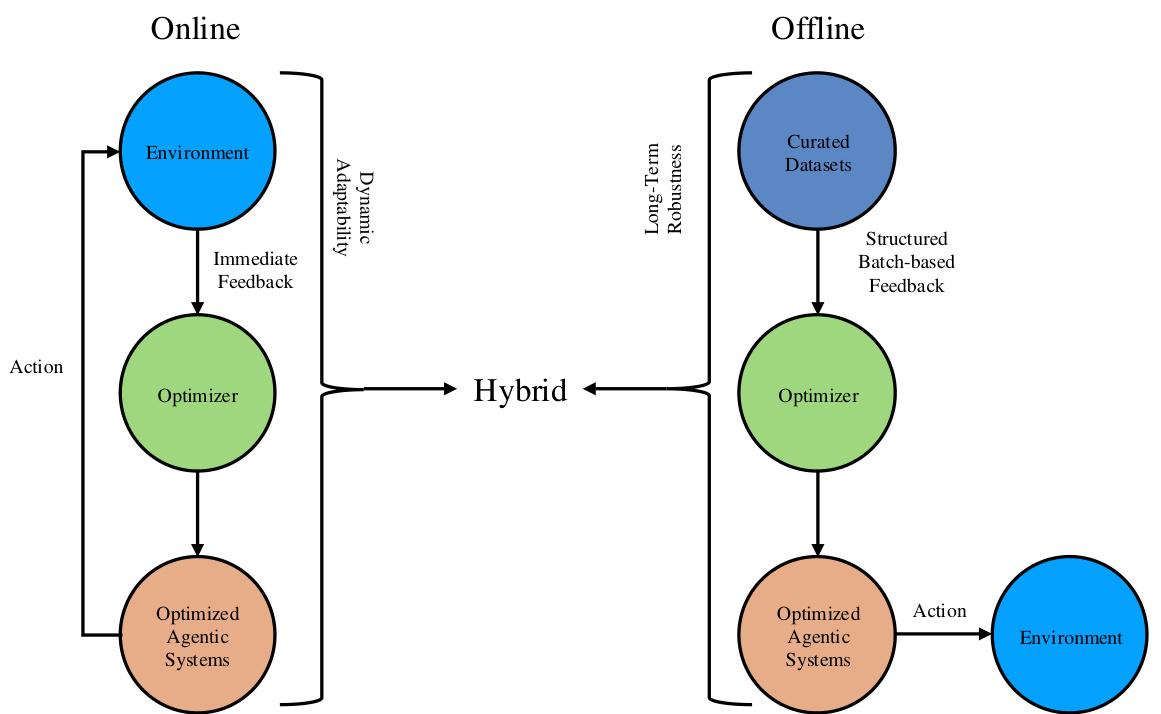 Online
Environment
Immediate
Feedback
Action
Optimizer
Optimized
Agentic
Systems
Dynamic
Adaptability
Hybrid
Offline
Long-Term
Robustness
Curated
Datasets
Structured
Batch-based
Feedback
Optimizer
Optimized
Agentic
Systems
Action
Environment